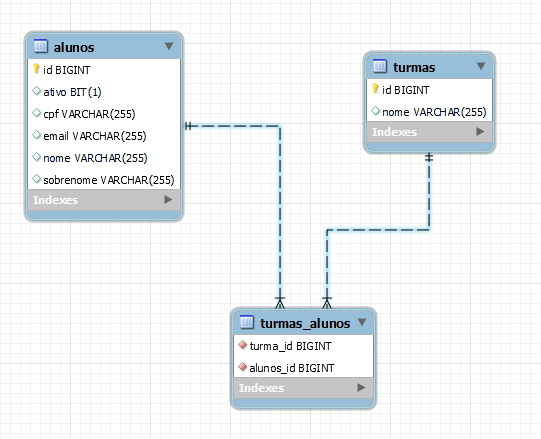 alunos
id BIGINT
ativo BIT(1)
cpf VARCHAR(255)
email VARCHAR(255)
nome VARCHAR(255)
sobrenome VARCHAR(255)
Indexes
turmas
id BIGINT
nome VARCHAR(255)
Indexes
turmas_alunos
turma_id BIGINT
alunos_id BIGINT
Indexes